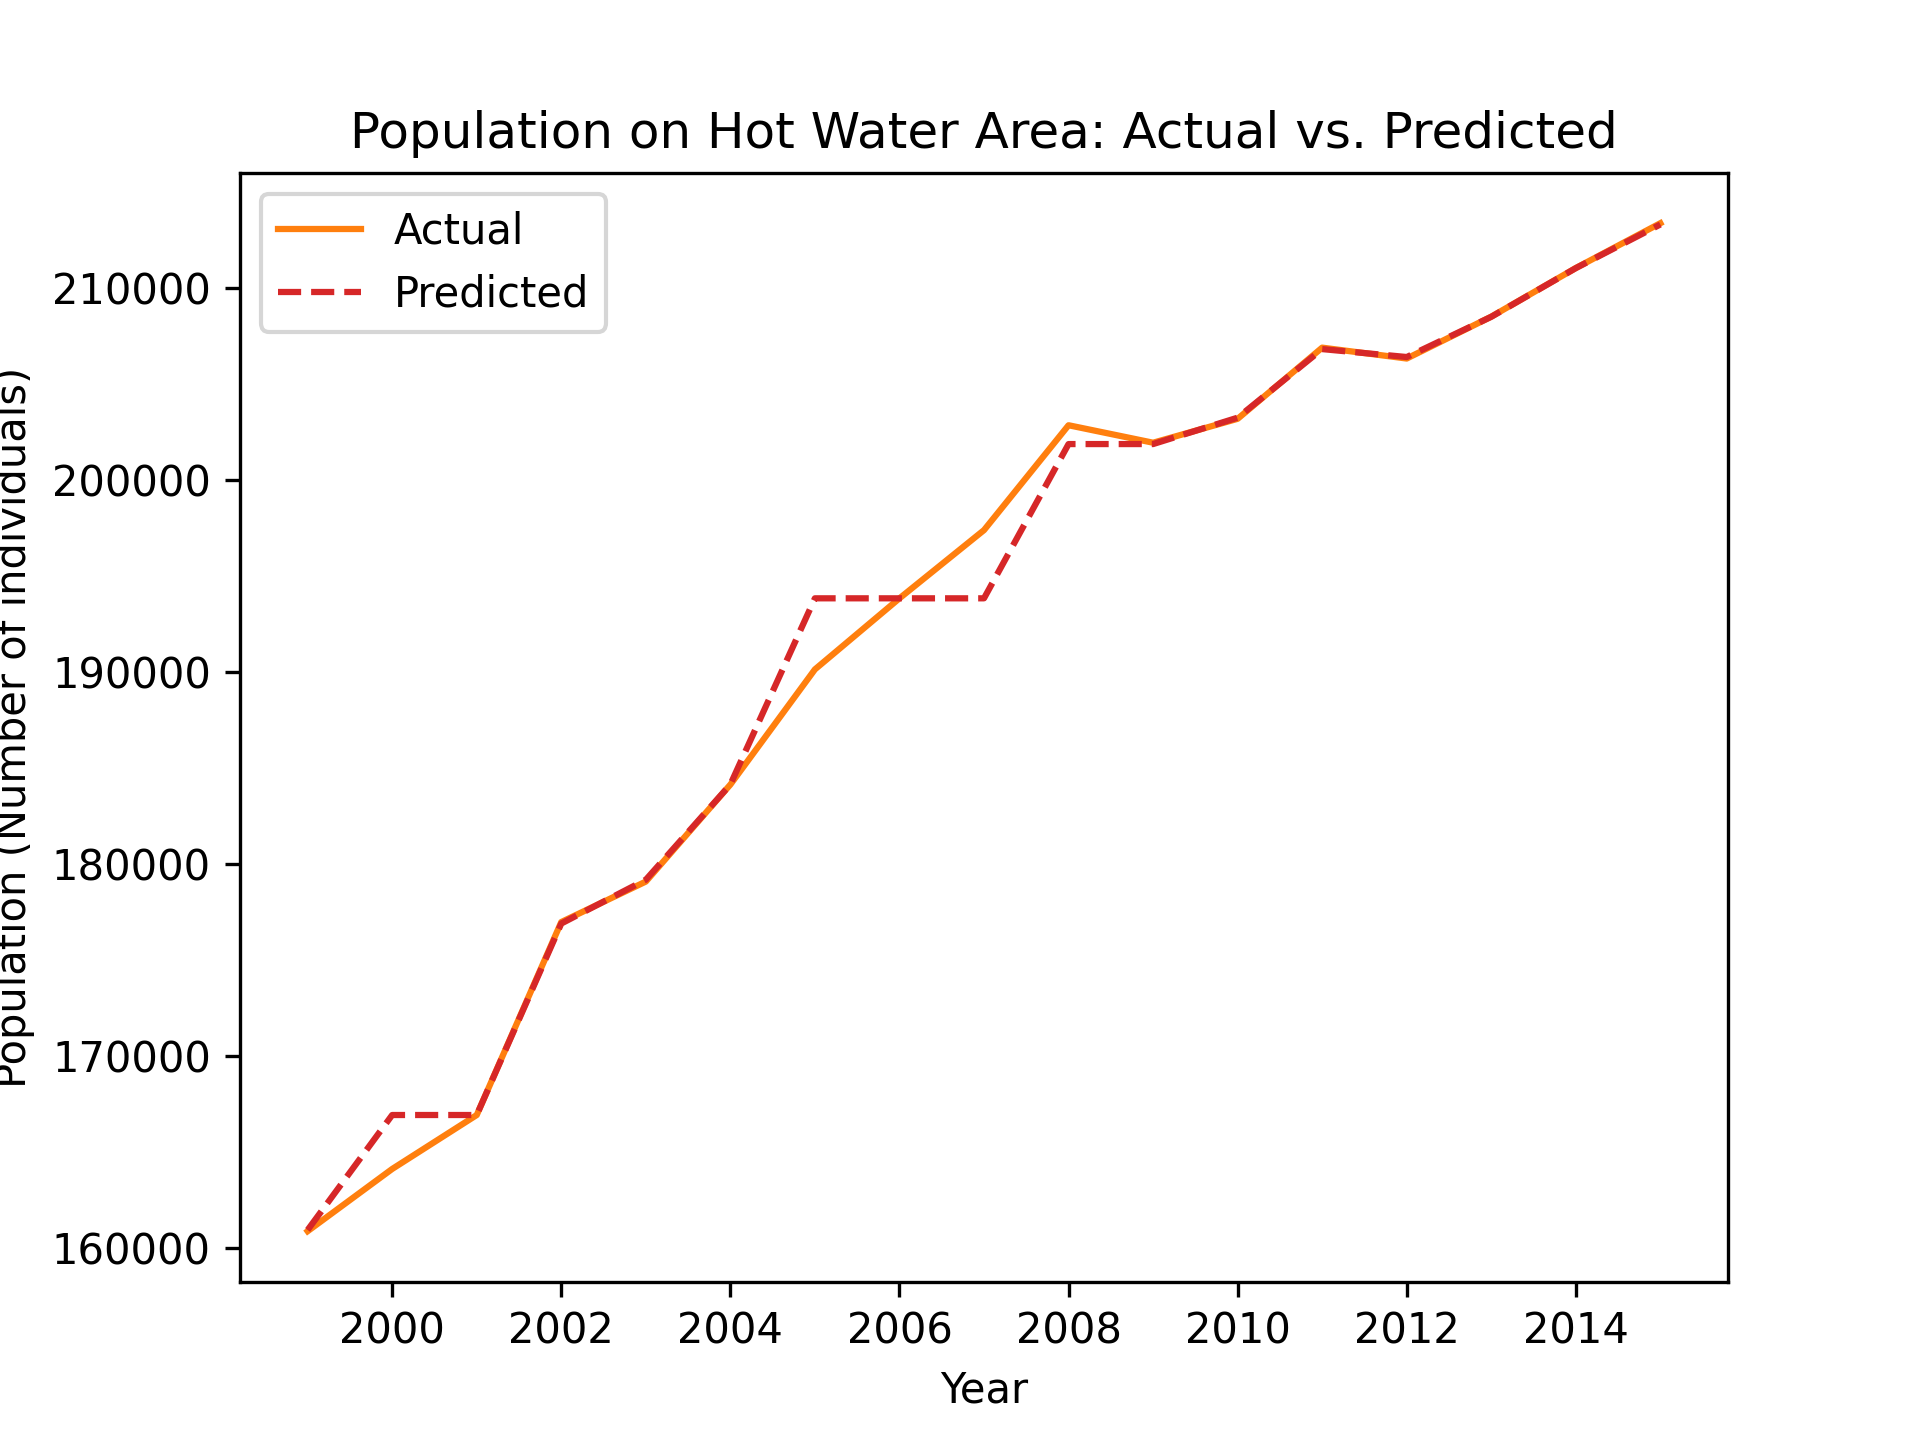 Population on Hot Water Area: Actual vs. Predicted
Actual
Predicted
Population (Number of individuals)
210000
200000
190000
180000
170000
160000
2000 2002 2004 2006 2008 2010 2012 2014
Year